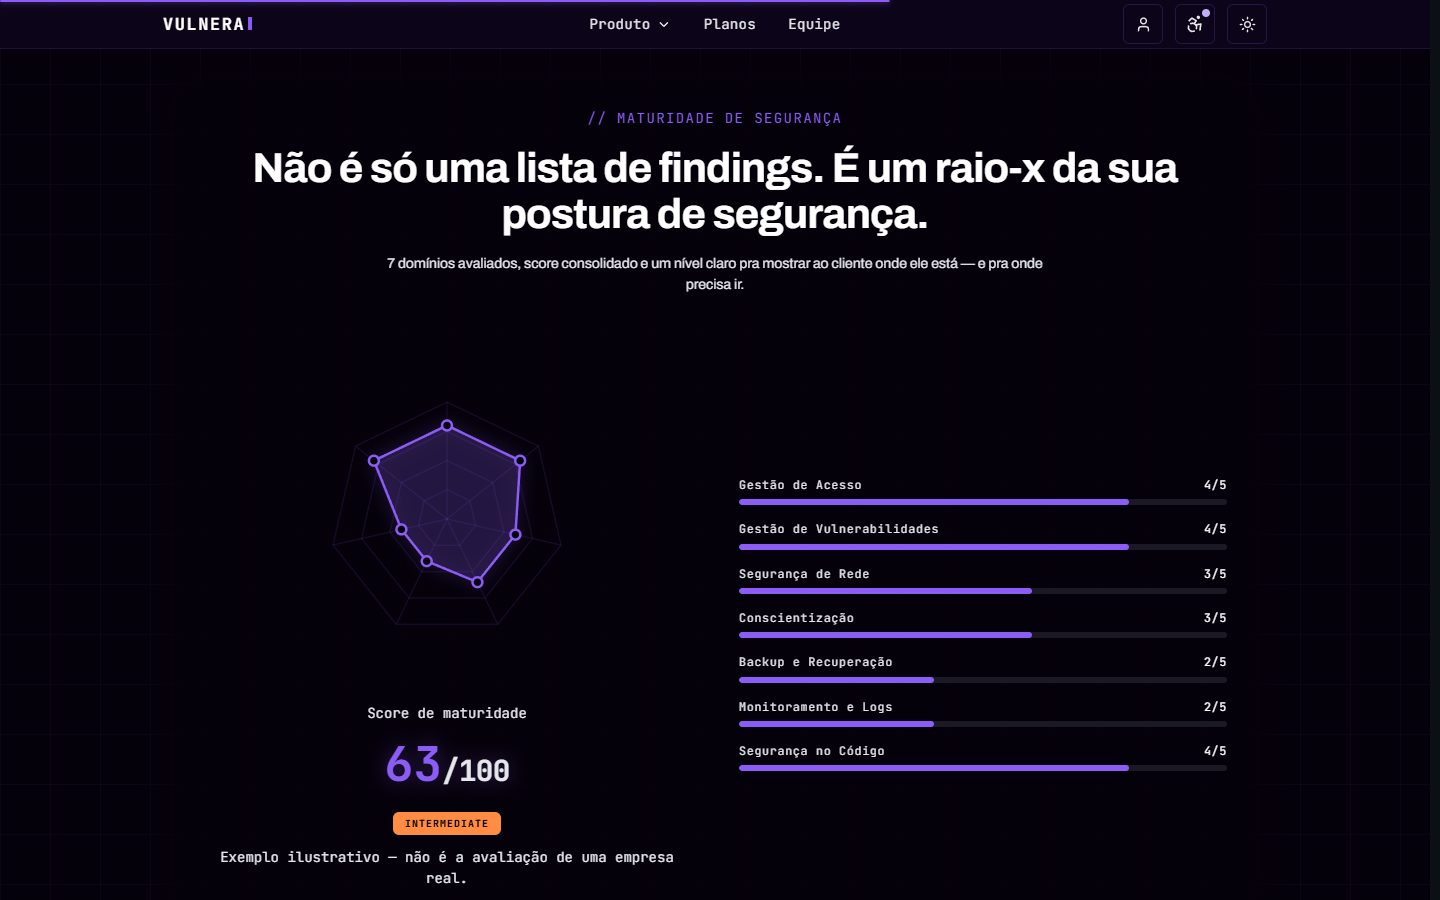 VULNERA
Produto
Planos
Equipe
// MATURIDADE DE SEGURANÇA
Não é só uma lista de findings. É um raio-x da sua
postura de segurança.
7 domínios avaliados, score consolidado e um nível claro pra mostrar ao cliente onde ele está — e pra onde
precisa ir.
Gestão de Acesso 4/5
Gestão de Vulnerabilidades 4/5
Segurança de Rede 3/5
Conscientização 3/5
Backup e Recuperação 2/5
Monitoramento e Logs 2/5
Segurança no Código 4/5
Score de maturidade
63/100
INTERMEDIATE
Exemplo ilustrativo — não é a avaliação de uma empresa
real.